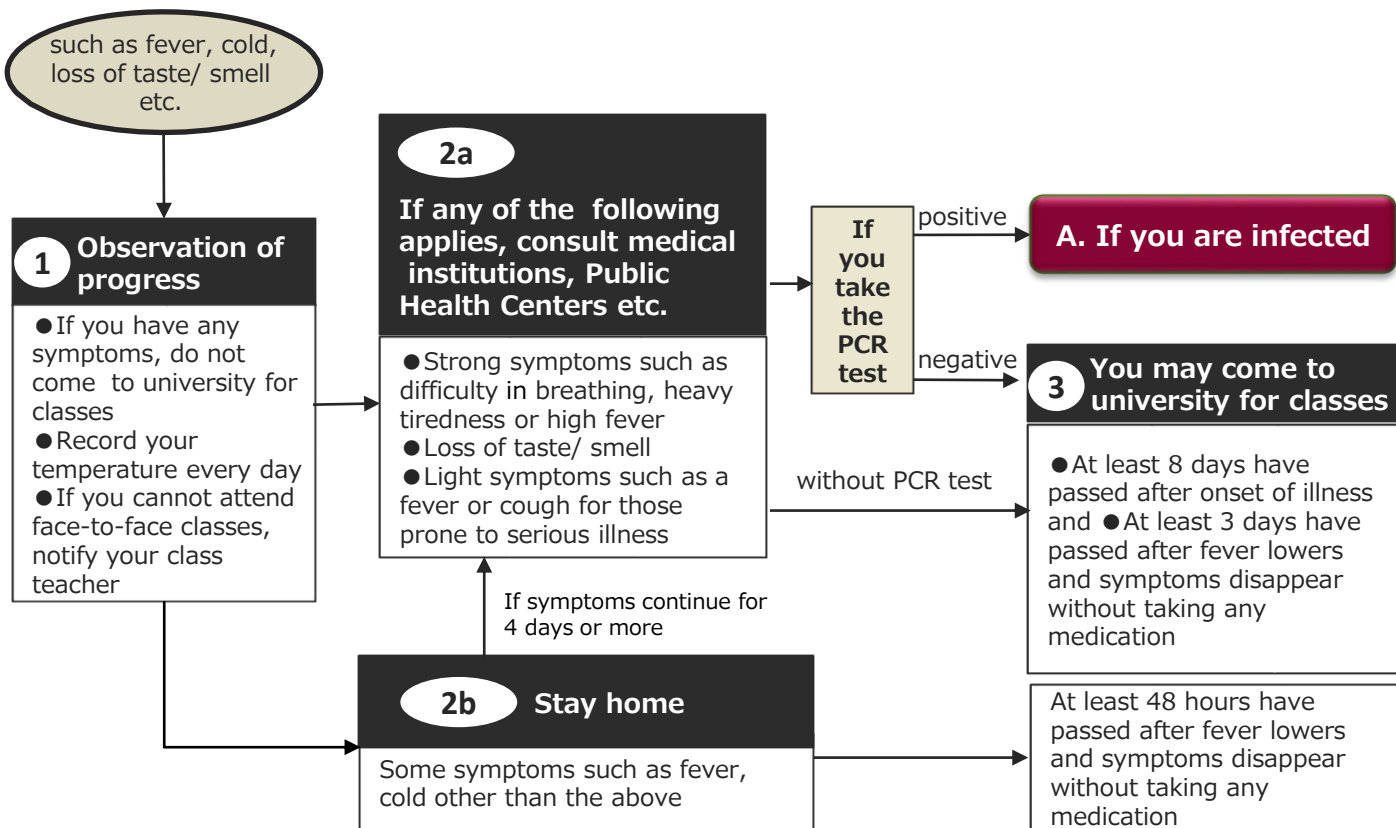 such as fever, cold,
loss of taste/ smell
etc.
1
Observation of
progress
●If you have any
symptoms, do not
come  to university for
classes
●Record your
temperature every day
●If you cannot attend
face-to-face classes,
notify your class
teacher
2a
If any of the  following
applies, consult medical
institutions, Public
Health Centers etc.
●Strong symptoms such as
difficulty in breathing, heavy
tiredness or high fever
●Loss of taste/ smell
●Light symptoms such as a
fever or cough for those
prone to serious illness
If symptoms continue for
4 days or more
2b
Stay home
Some symptoms such as fever,
cold other than the above
If
you
take
the
PCR
test
positive
A. If you are infected
negative
3
You may come to
university for classes
without PCR test
●At least 8 days have
passed after onset of illness
and ●At least 3 days have
passed after fever lowers
and symptoms disappear
without taking any
medication
At least 48 hours have
passed after fever lowers
and symptoms disappear
without taking any
medication